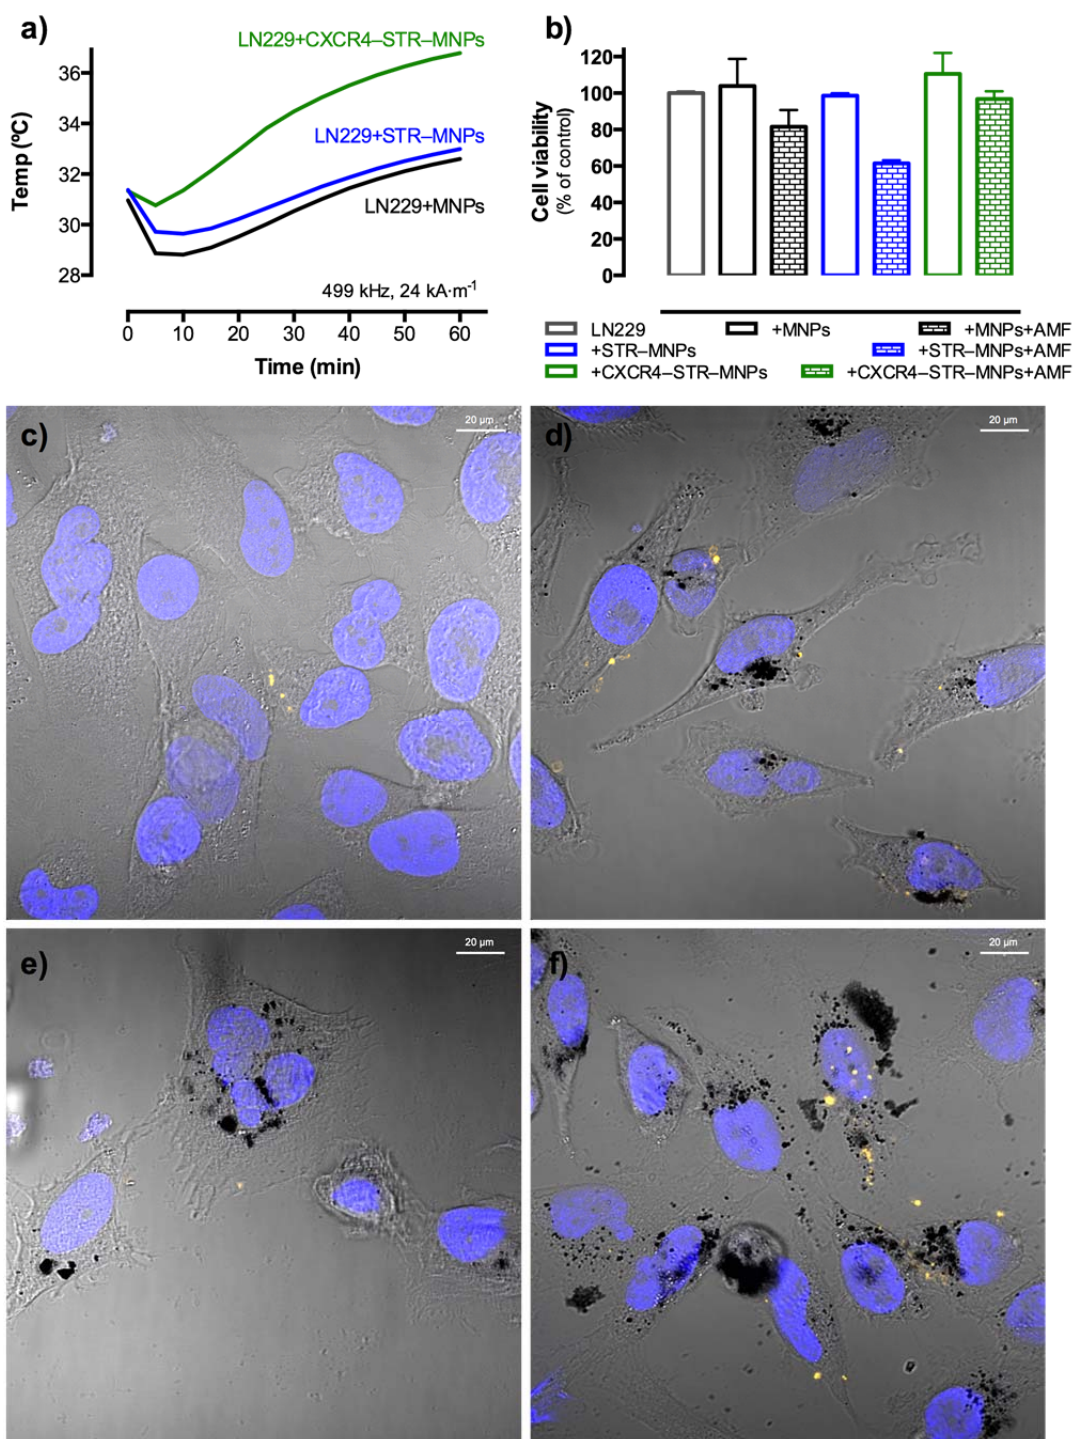 a)
LN229+CXCR4–STR–MNPs
36
34
32
30
28
Temp (ºC)
LN229+STR–MNPs
LN229+MNPs
499 kHz, 24 kA·m-1
0 10 20 30 40 50 60
Time (min)
b)
120
100
80
60
40
20
0
Cell viability
(% of control)
LN229 +MNPs +MNPs+AMF
+STR–MNPs +STR–MNPs+AMF
+CXCR4–STR–MNPs +CXCR4–STR–MNPs+AMF
c)
20 µm
d)
20 µm
e)
20 µm
f)
20 µm